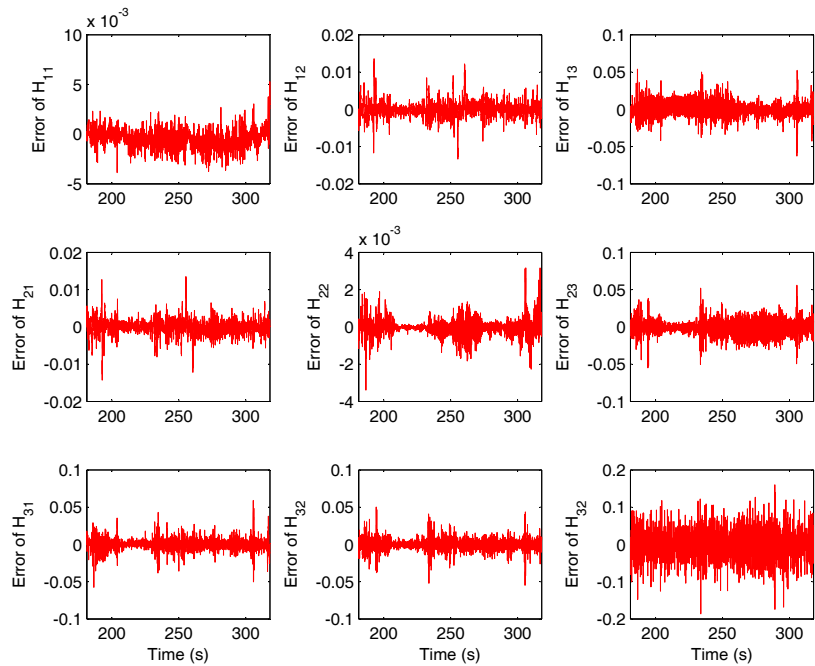 x 10⁻³
10
5
0
-5
Error of H₁₁
200 250 300
0.02
0.01
0
-0.01
-0.02
Error of H₁₂
200 250 300
0.1
0.05
0
-0.05
-0.1
Error of H₁₃
200 250 300
0.02
0.01
0
-0.01
-0.02
Error of H₂₁
200 250 300
x 10⁻³
4
2
0
-2
-4
Error of H₂₂
200 250 300
0.1
0.05
0
-0.05
-0.1
Error of H₂₃
200 250 300
0.1
0.05
0
-0.05
-0.1
Error of H₃₁
200 250 300
Time (s)
0.1
0.05
0
-0.05
-0.1
Error of H₃₂
200 250 300
Time (s)
0.2
0.1
0
-0.1
-0.2
Error of H₃₂
200 250 300
Time (s)